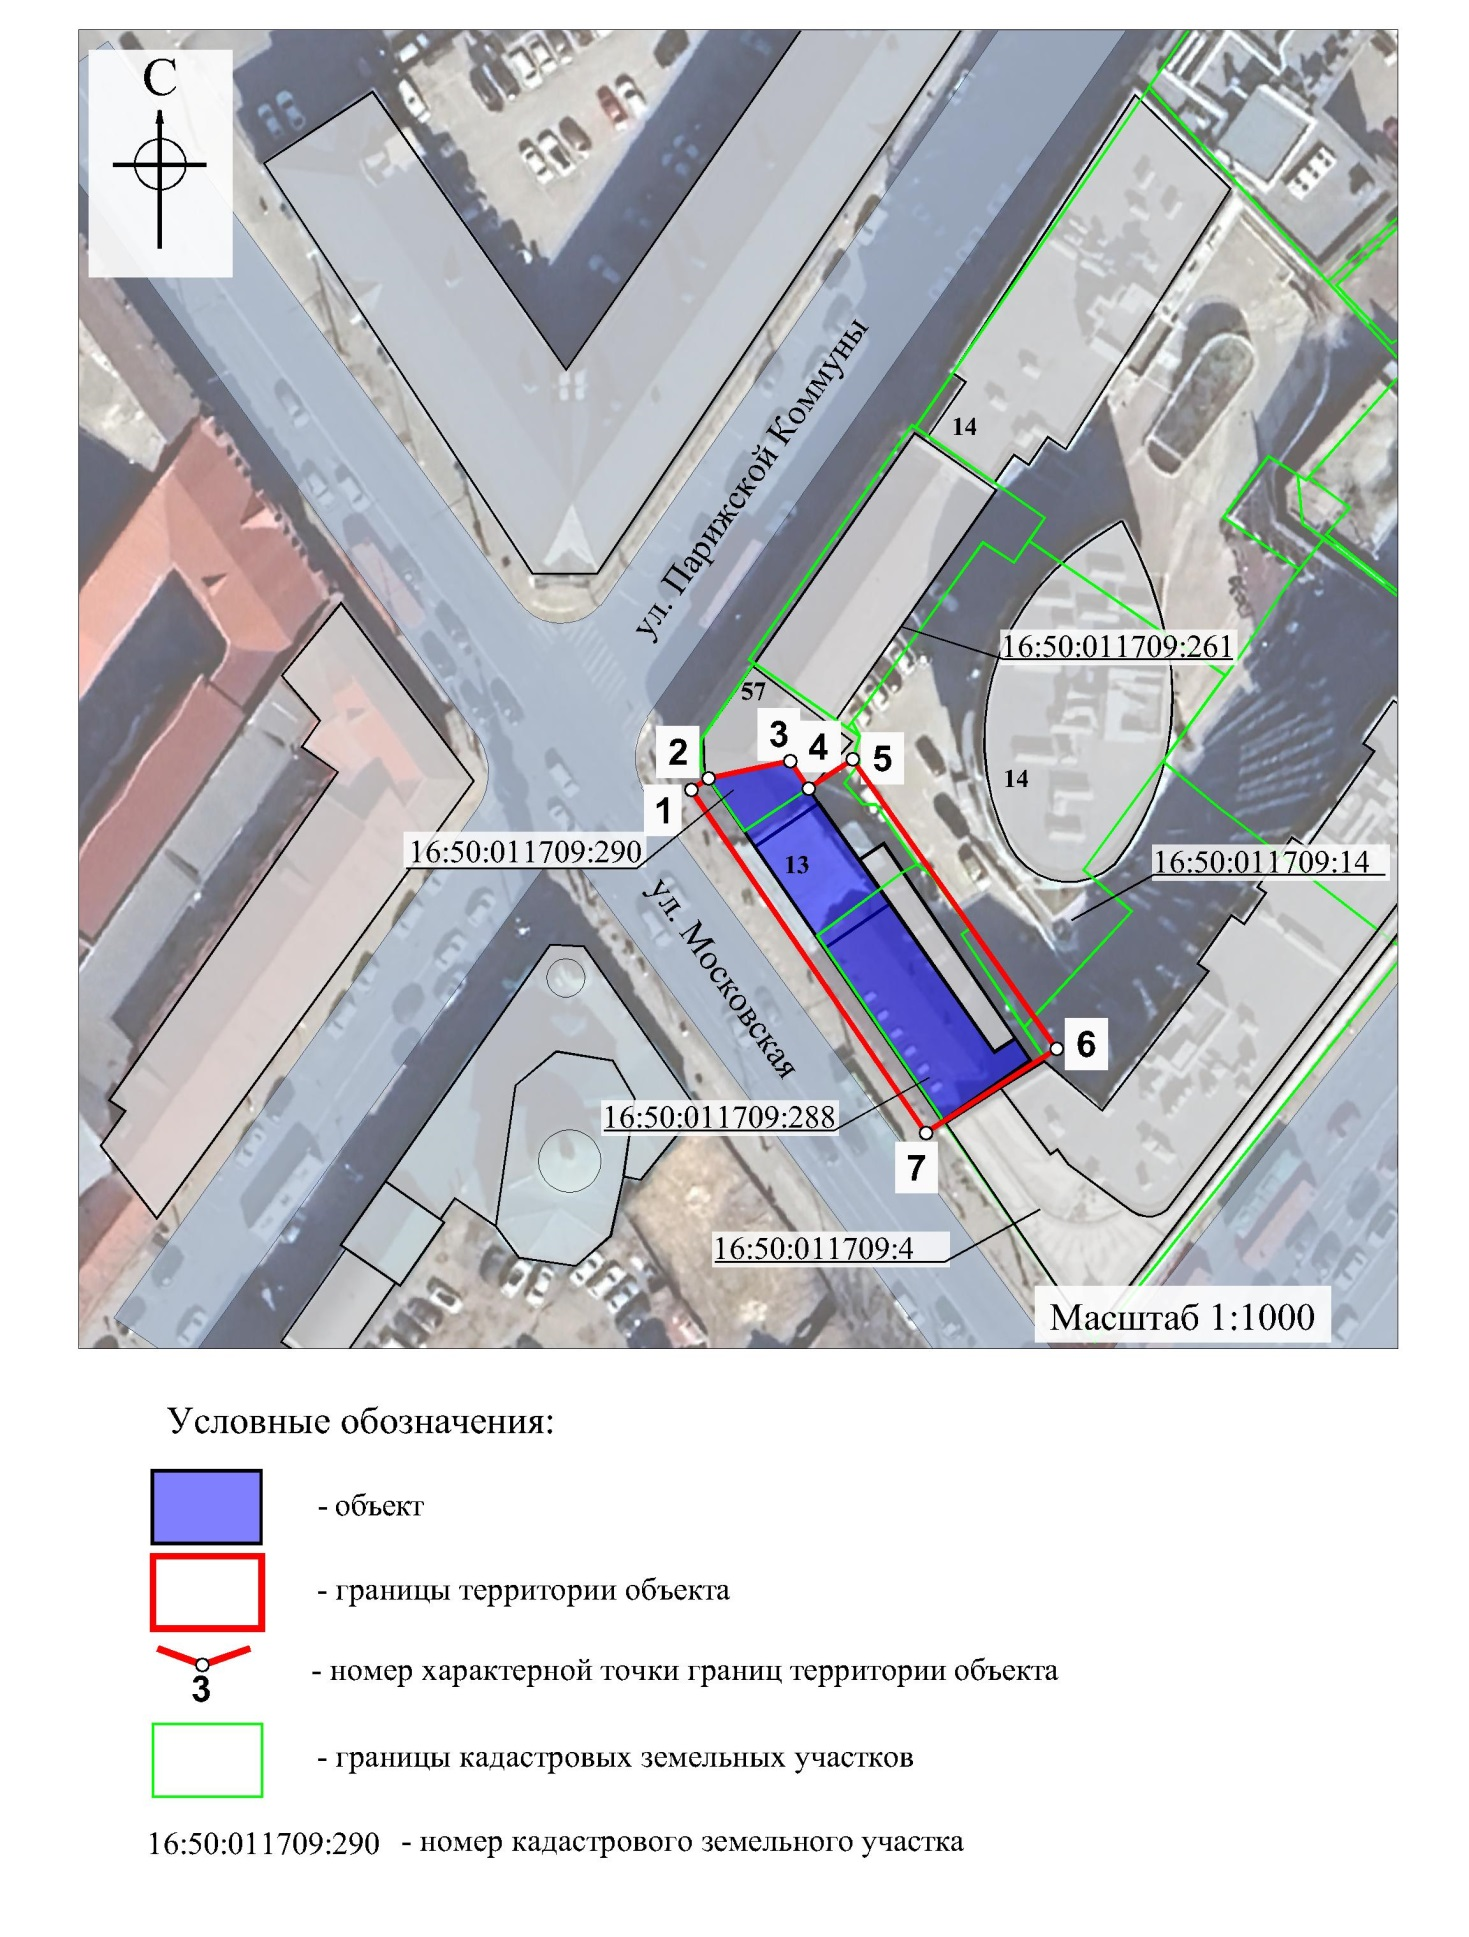 С
ул. Парижской Коммуны
14
16:50:011709:261
57
2
3
4
5
1
14
16:50:011709:290
13
16:50:011709:14
ул. Московская
6
16:50:011709:288
7
16:50:011709:4
Масштаб 1:1000
Условные обозначения:
- объект
- границы территории объекта
3
- номер характерной точки границ территории объекта
- границы кадастровых земельных участков
16:50:011709:290 - номер кадастрового земельного участка